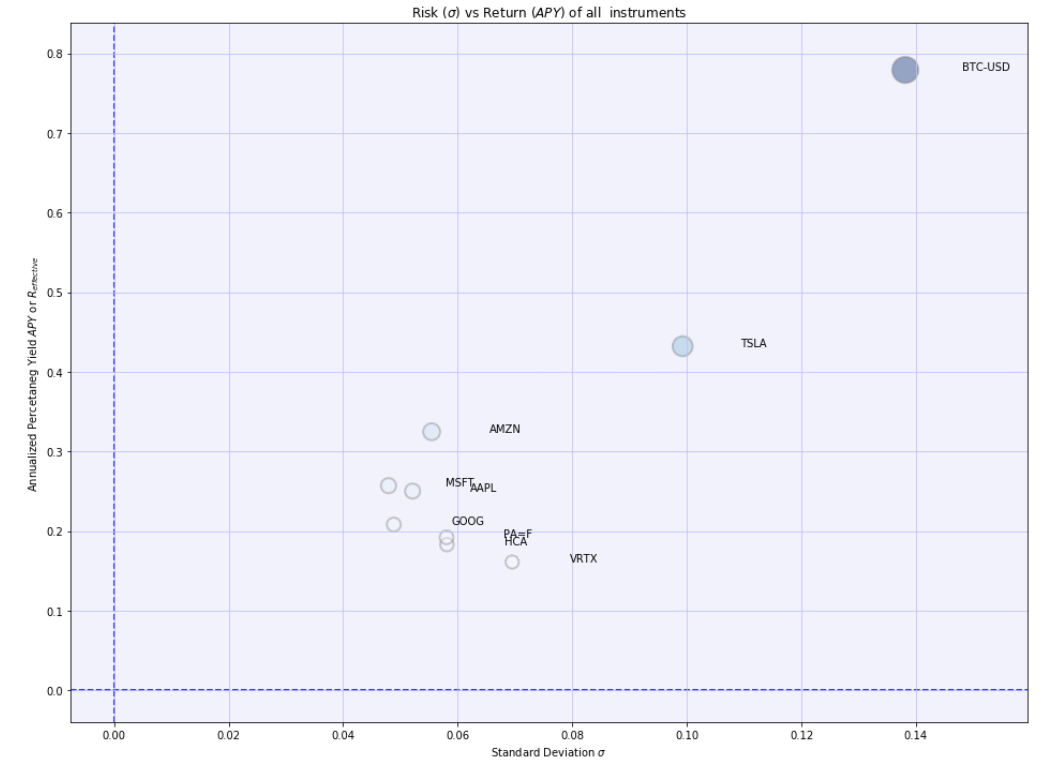 Risk (σ) vs Return (APY) of all instruments
0.8
0.7
0.6
0.5
0.4
0.3
0.2
0.1
0.0
Annualized Percetaneg Yield APY or R_effective
BTC-USD
TSLA
AMZN
MSFT
AAPL
GOOG
PA=F
HCA
VRTX
0.00 0.02 0.04 0.06 0.08 0.10 0.12 0.14
Standard Deviation σ